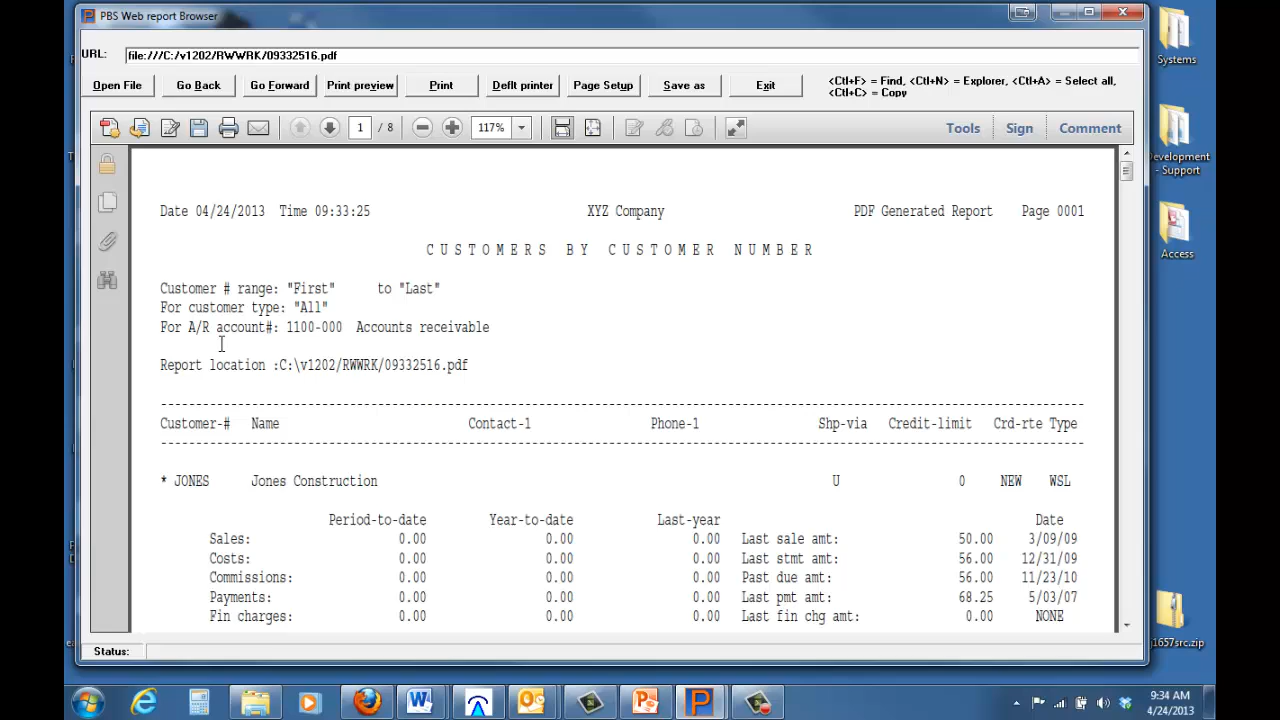 PBS Web report Browser
URL: file:///C:/v1202/RWWRK/09332516.pdf
Open File Go Back Go Forward Print preview Print Deflt printer Page Setup Save as Exit <Ctl+F> = Find, <Ctl+N> = Explorer, <Ctl+A> = Select all,
<Ctl+C> = Copy
1 / 8 117% Tools Sign Comment
Date 04/24/2013 Time 09:33:25 XYZ Company PDF Generated Report Page 0001
CUSTOMERS BY CUSTOMER NUMBER
Customer # range: "First" to "Last"
For customer type: "All"
For A/R account#: 1100-000 Accounts receivable
Report location :C:\v1202/RWWRK/09332516.pdf
Customer-# Name Contact-1 Phone-1 Shp-via Credit-limit Crd-rte Type
* JONES Jones Construction U 0 NEW WSL
Period-to-date Year-to-date Last-year Date
Sales: 0.00 0.00 0.00 Last sale amt: 50.00 3/09/09
Costs: 0.00 0.00 0.00 Last stmt amt: 56.00 12/31/09
Commissions: 0.00 0.00 0.00 Past due amt: 56.00 11/23/10
Payments: 0.00 0.00 0.00 Last pmt amt: 68.25 5/03/07
Fin charges: 0.00 0.00 0.00 Last fin chg amt: 0.00 NONE
Status:
Systems
Development
- Support
Access
j1657src.zip
9:34 AM
4/24/2013